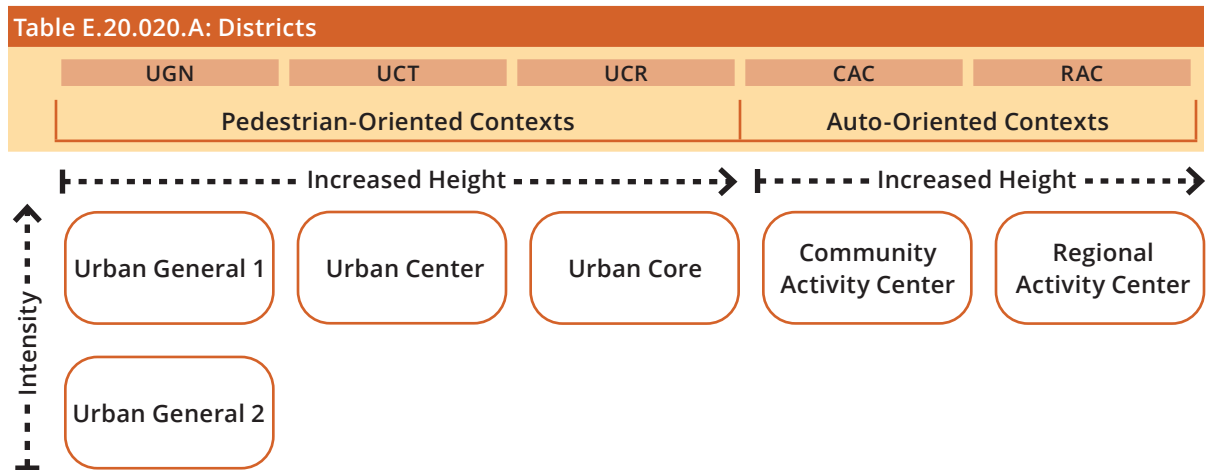 Table E.20.020.A: Districts
UGN UCT UCR CAC RAC
Pedestrian-Oriented Contexts Auto-Oriented Contexts
Increased Height Increased Height
Intensity
Urban General 1
Urban Center
Urban Core
Community
Activity Center
Regional
Activity Center
Urban General 2